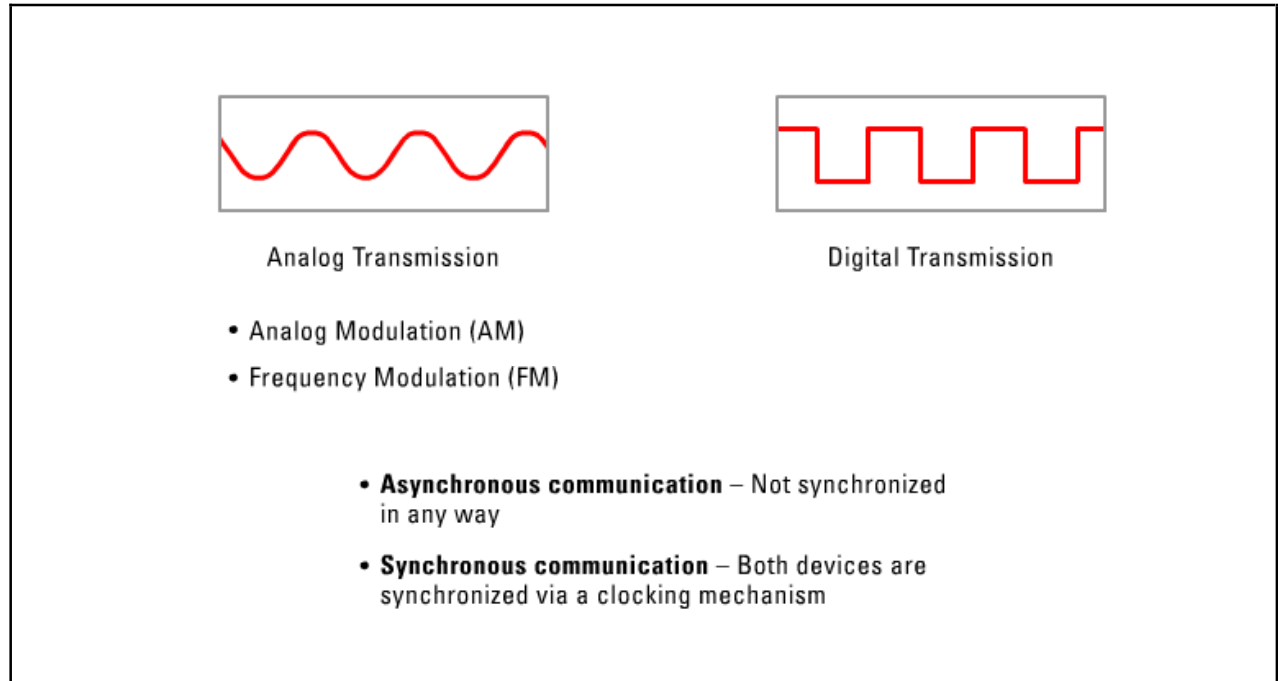 Analog Transmission
Digital Transmission
• Analog Modulation (AM)
• Frequency Modulation (FM)
• Asynchronous communication – Not synchronized
in any way
• Synchronous communication – Both devices are
synchronized via a clocking mechanism